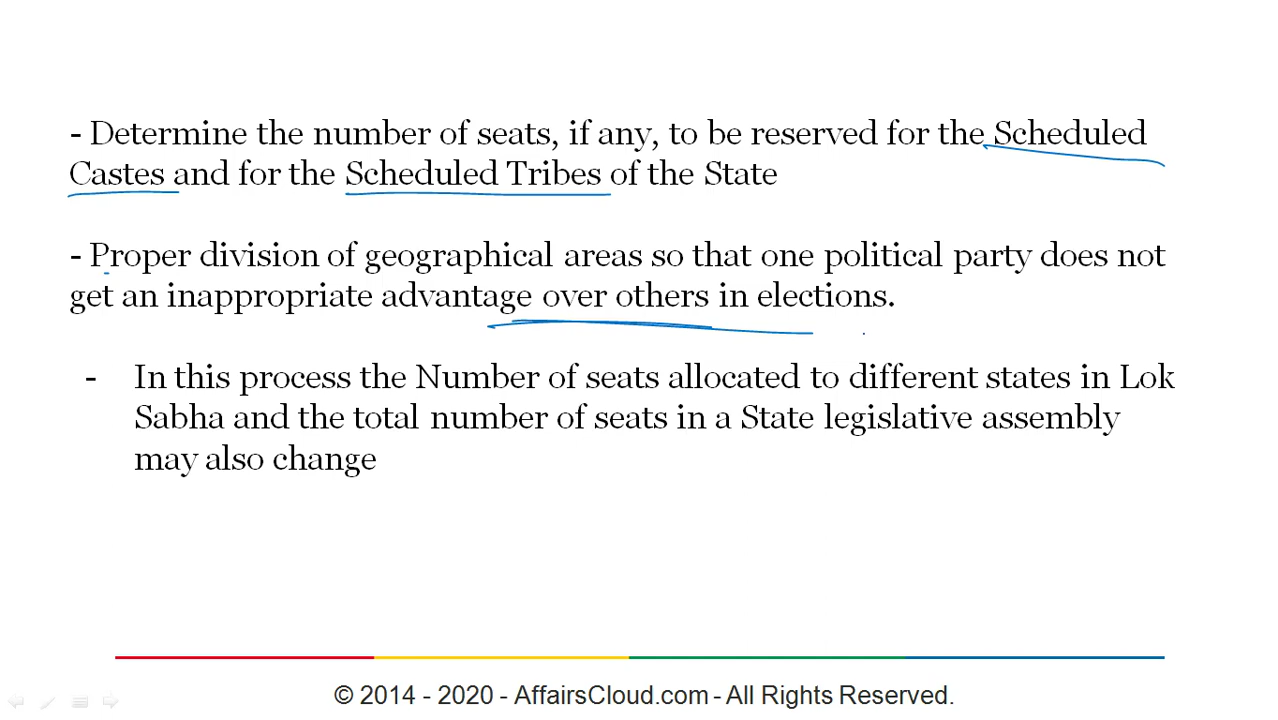 - Determine the number of seats, if any, to be reserved for the Scheduled
Castes and for the Scheduled Tribes of the State
- Proper division of geographical areas so that one political party does not
get an inappropriate advantage over others in elections.
- In this process the Number of seats allocated to different states in Lok
Sabha and the total number of seats in a State legislative assembly
may also change
© 2014 - 2020 - AffairsCloud.com - All Rights Reserved.